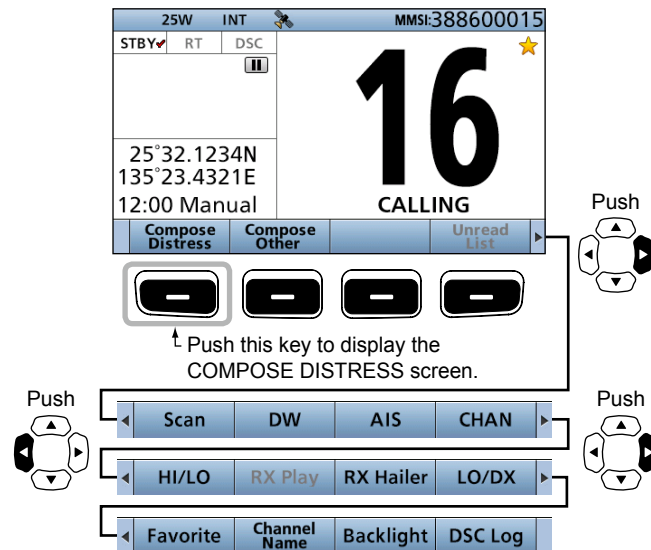 25W INT MMSI:388600015
STBY✔ RT DSC
16
25°32.1234N
135°23.4321E
12:00 Manual
CALLING
Compose Distress Compose Other Unread List
Push
Push this key to display the
COMPOSE DISTRESS screen.
Push
Push
Scan DW AIS CHAN
HI/LO RX Play RX Hailer LO/DX
Favorite Channel Name Backlight DSC Log